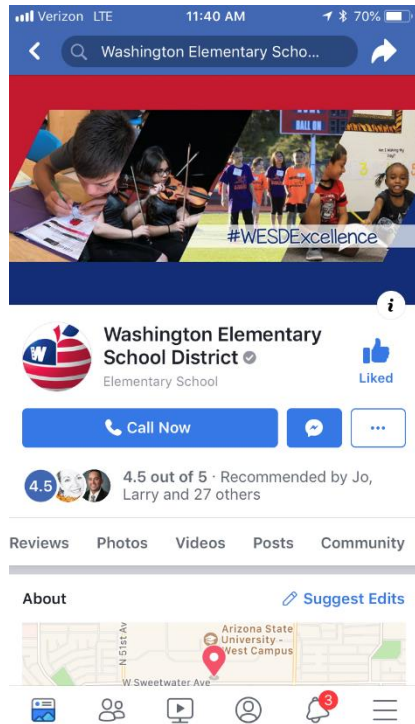 Verizon LTE 11:40 AM 70%
Washington Elementary Scho...
BALL ON
#WESDExcellence
i
W
Washington Elementary
School District
Elementary School
Liked
Call Now
...
4.5
4.5 out of 5 · Recommended by Jo,
Larry and 27 others
Reviews Photos Videos Posts Community
About
Suggest Edits
N 51st Av
Arizona State
University -
West Campus
W Sweetwater Ave
3